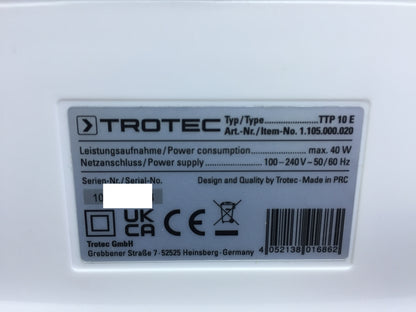 TROTEC Typ/Type......................TTP 10 E
Art.-Nr./Item-No. 1.105.000.020
Leistungsaufnahme/Power consumption...................max. 40 W
Netzanschluss/Power supply...................100-240V~50/60 Hz
Serien-Nr./Serial-No. Design and Quality by Trotec · Made in PRC
10
UK
CA CE
Trotec GmbH
Grebbener Straße 7 · 52525 Heinsberg · Germany
4 052138 016862